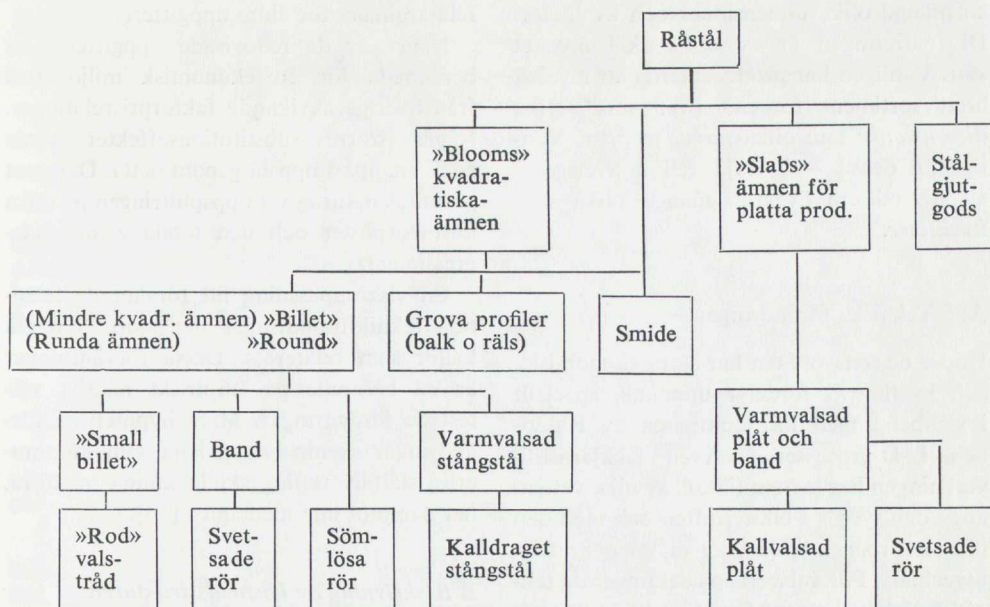 Råstål
»Blooms»
kvadra-
tiska-
ämnen
»Slabs»
ämnen för
platta prod.
Stål-
gjut-
gods
(Mindre kvadr. ämnen) »Billet»
(Runda ämnen) »Round»
Grova profiler
(balk o räls)
Smide
»Small
billet»
Band
Varmvalsad
stångstål
Varmvalsad
plåt och
band
»Rod»
vals-
tråd
Svet-
sade
rör
Söm-
lösa
rör
Kalldraget
stångstål
Kallvalsad
plåt
Svetsade
rör